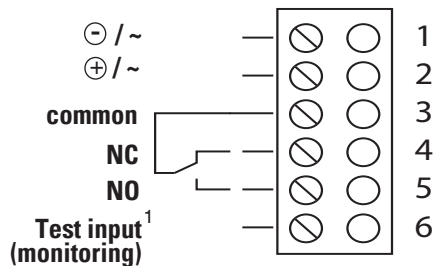 ⊖ / ~ 1
⊕ / ~ 2
common 3
NC 4
NO 5
Test input¹ 6
(monitoring)